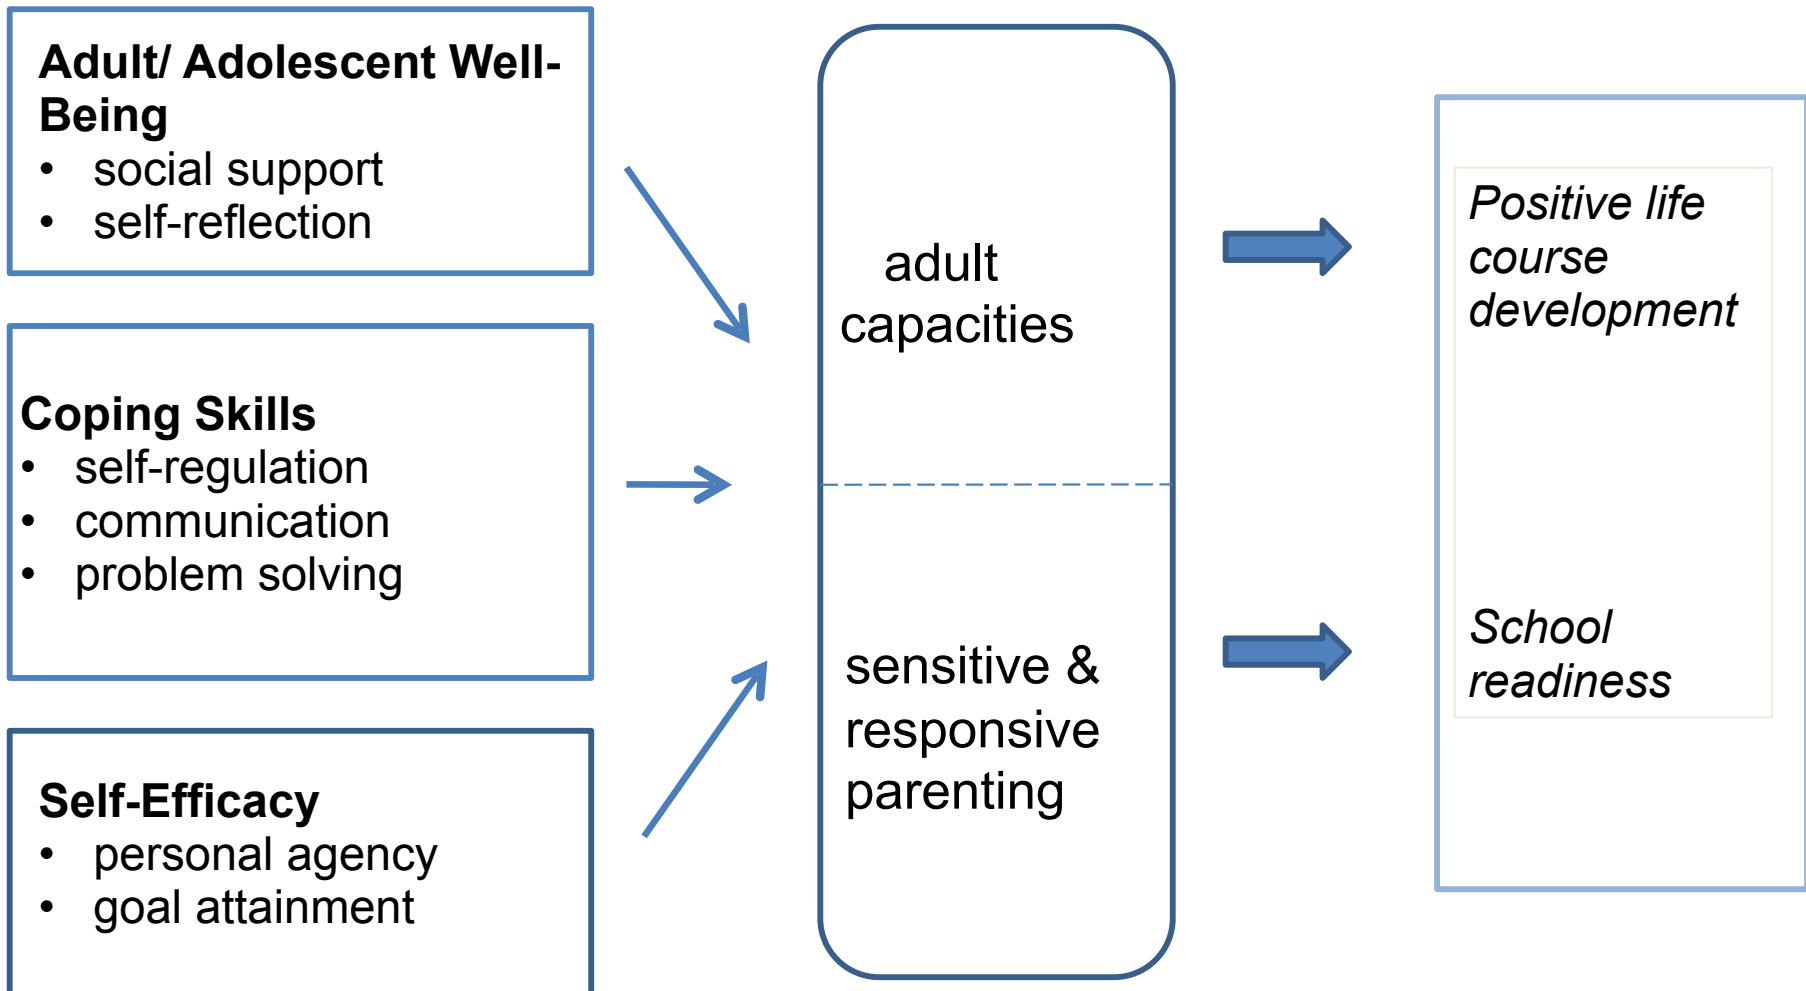 Adult/ Adolescent Well-
Being
• social support
• self-reflection
Coping Skills
• self-regulation
• communication
• problem solving
Self-Efficacy
• personal agency
• goal attainment
adult
capacities
sensitive &
responsive
parenting
Positive life
course
development
School
readiness